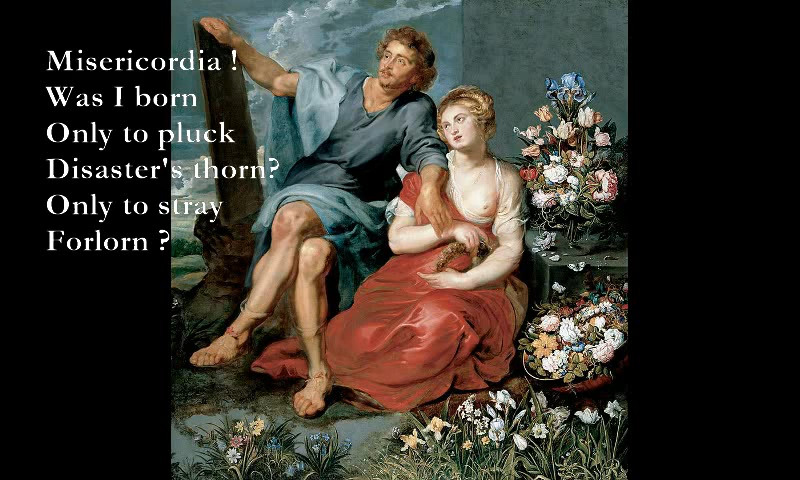 Misericordia !
Was I born
Only to pluck
Disaster's thorn?
Only to stray
Forlorn ?